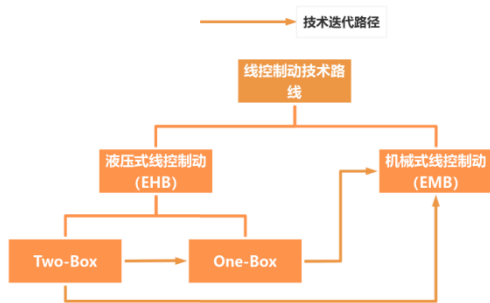 技术迭代路径
线控制动技术路
线
液压式线控制动
（EHB）
机械式线控制动
（EMB）
Two-Box
One-Box